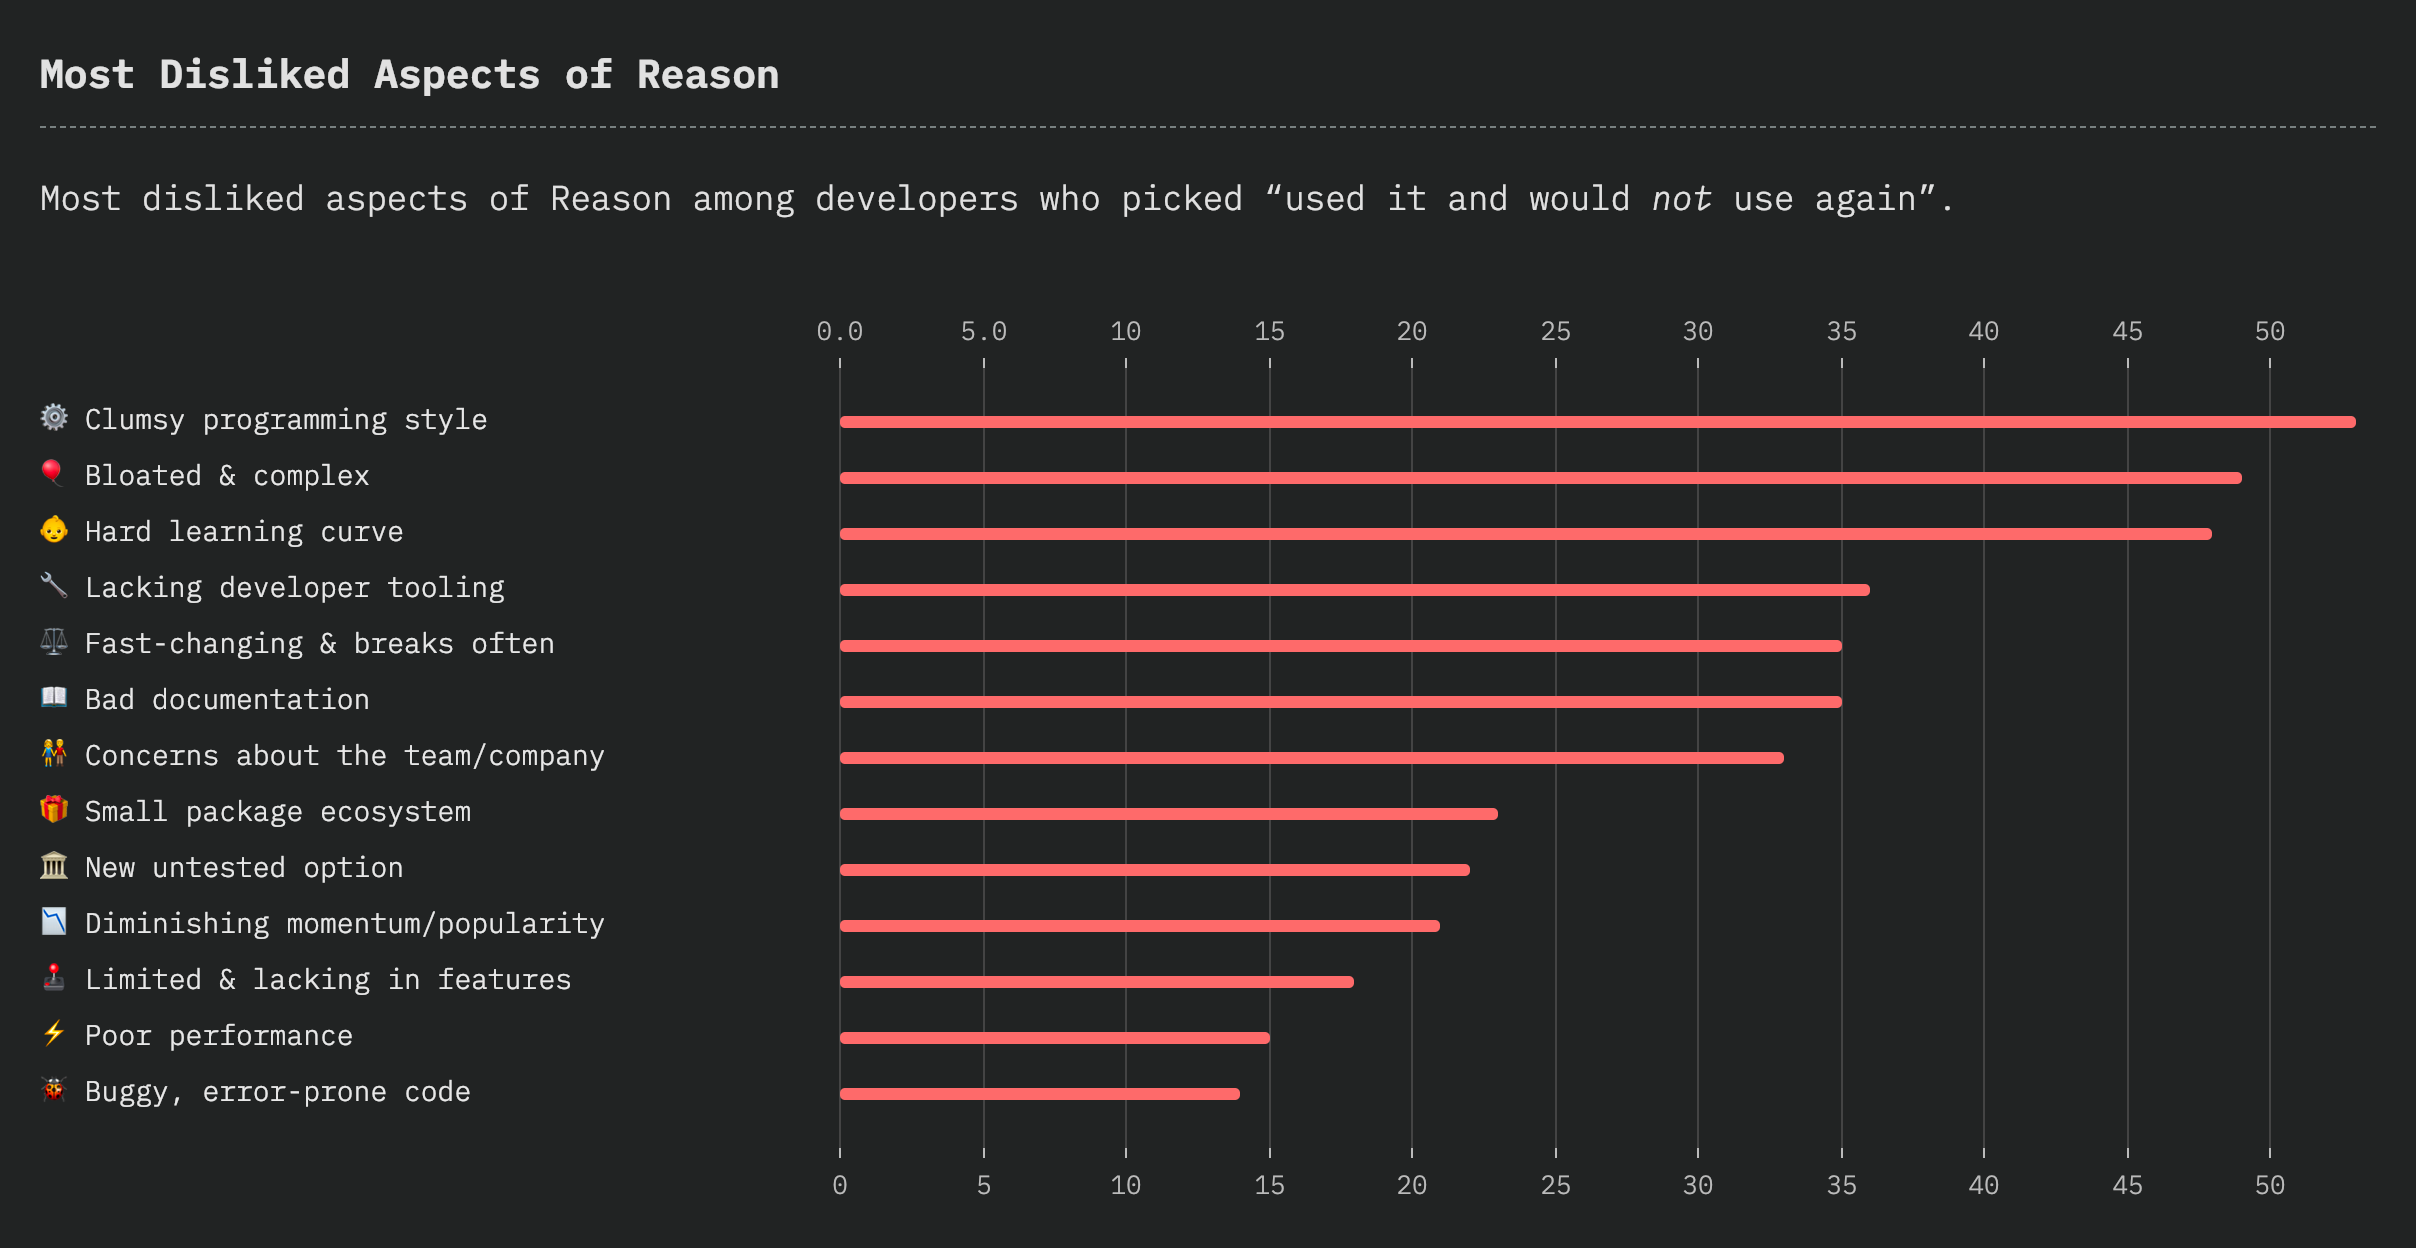 Most Disliked Aspects of Reason
Most disliked aspects of Reason among developers who picked “used it and would not use again”.
0.0 5.0 10 15 20 25 30 35 40 45 50
Clumsy programming style
Bloated & complex
Hard learning curve
Lacking developer tooling
Fast-changing & breaks often
Bad documentation
Concerns about the team/company
Small package ecosystem
New untested option
Diminishing momentum/popularity
Limited & lacking in features
Poor performance
Buggy, error-prone code
0 5 10 15 20 25 30 35 40 45 50